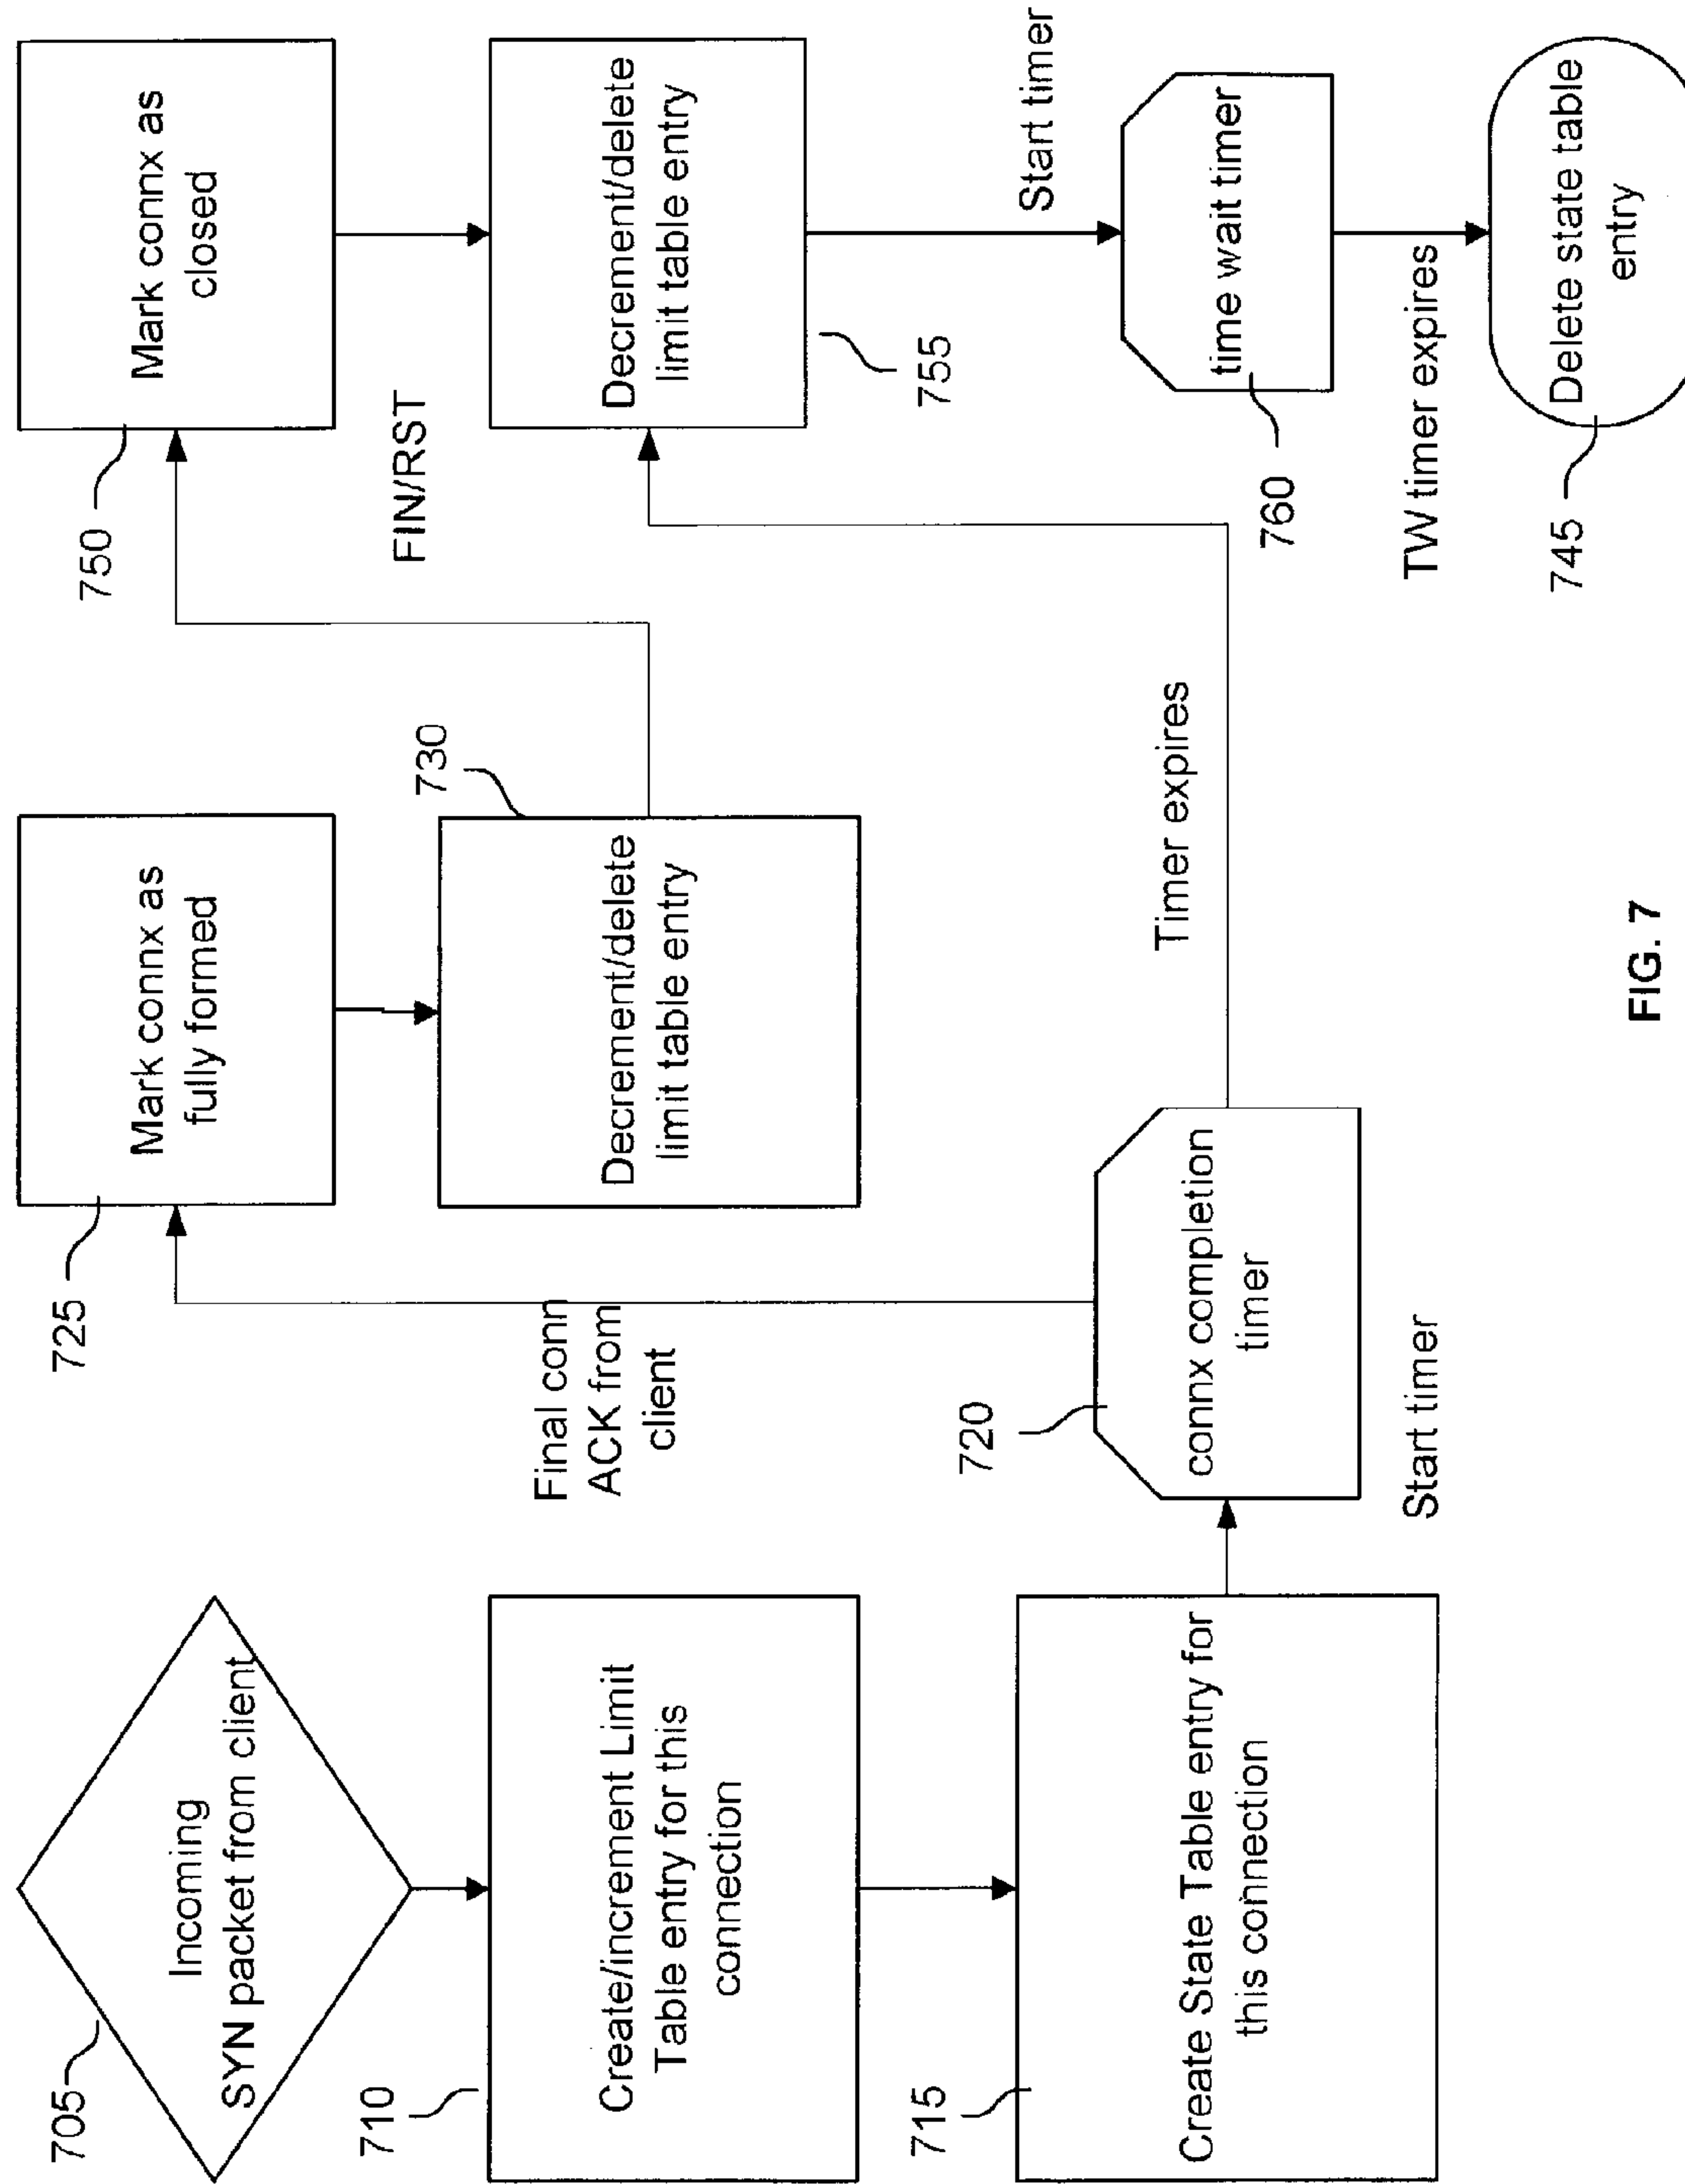 705
Incoming
SYN packet from client
710
Create/increment Limit
Table entry for this
connection
715
Create State Table entry for
this connection
Start timer
720
connx completion
timer
Final conn
ACK from
client
725
Mark connx as
fully formed
730
Decrement/delete
limit table entry
Timer expires
FIN/RST
750
Mark connx as
closed
Decrement/delete
limit table entry
755
Start timer
time wait timer
760
TW timer expires
745
Delete state table
entry
FIG. 7